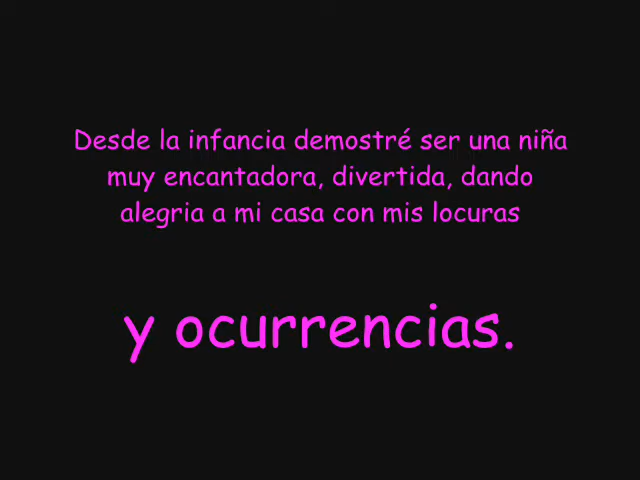 Desde la infancia demostré ser una niña
muy encantadora, divertida, dando
alegria a mi casa con mis locuras
y ocurrencias.